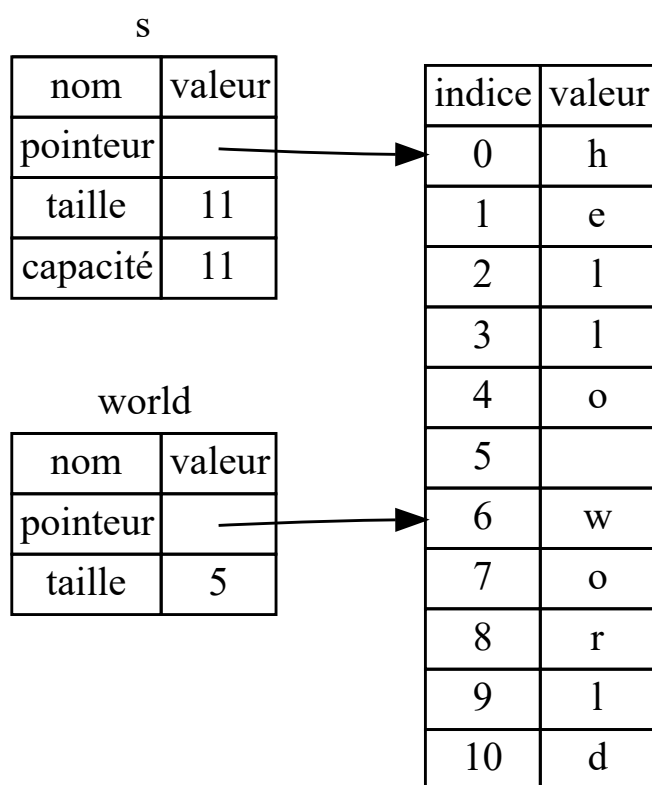 s
nom valeur
pointeur
taille 11
capacité 11
world
nom valeur
pointeur
taille 5
indice valeur
0 h
1 e
2 l
3 l
4 o
5
6 w
7 o
8 r
9 l
10 d